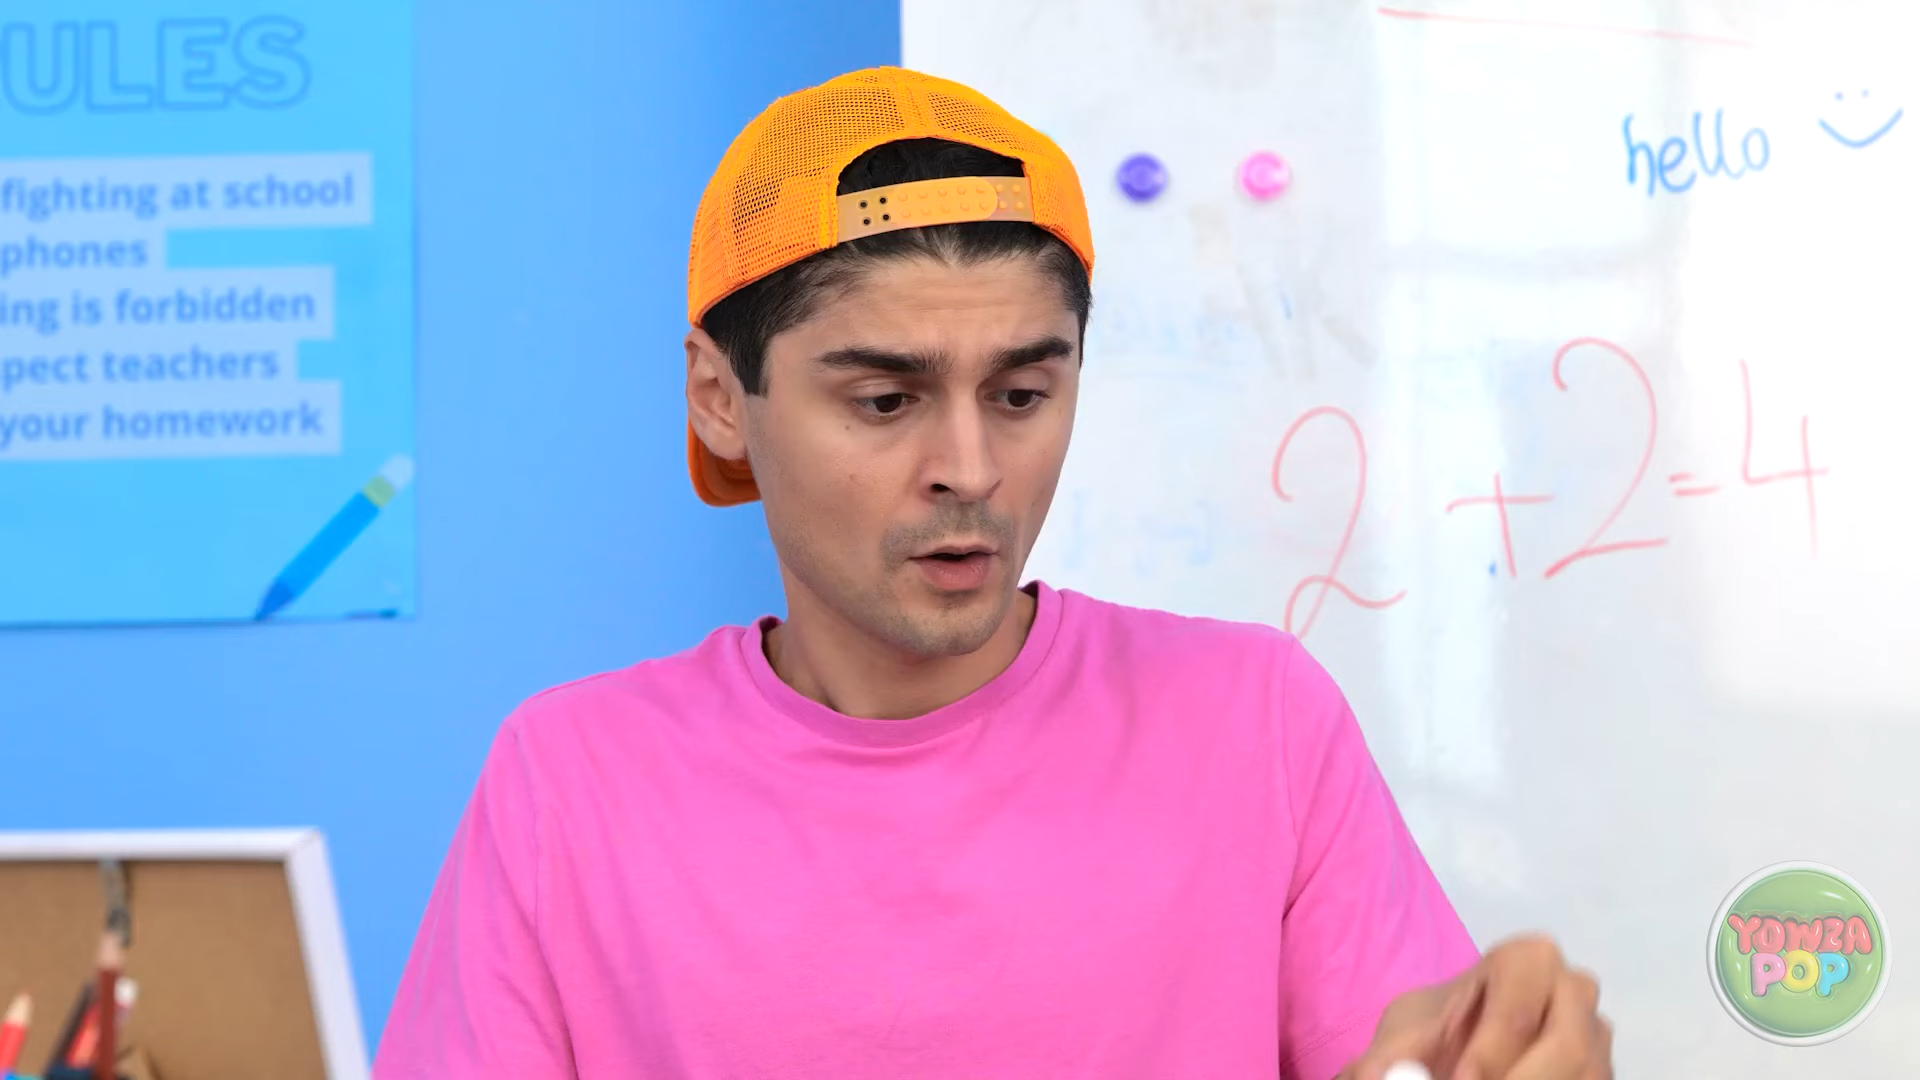 ULES
fighting at school
phones
ing is forbidden
pect teachers
your homework
hello
2 + 2 = 4
YOWZA
POP